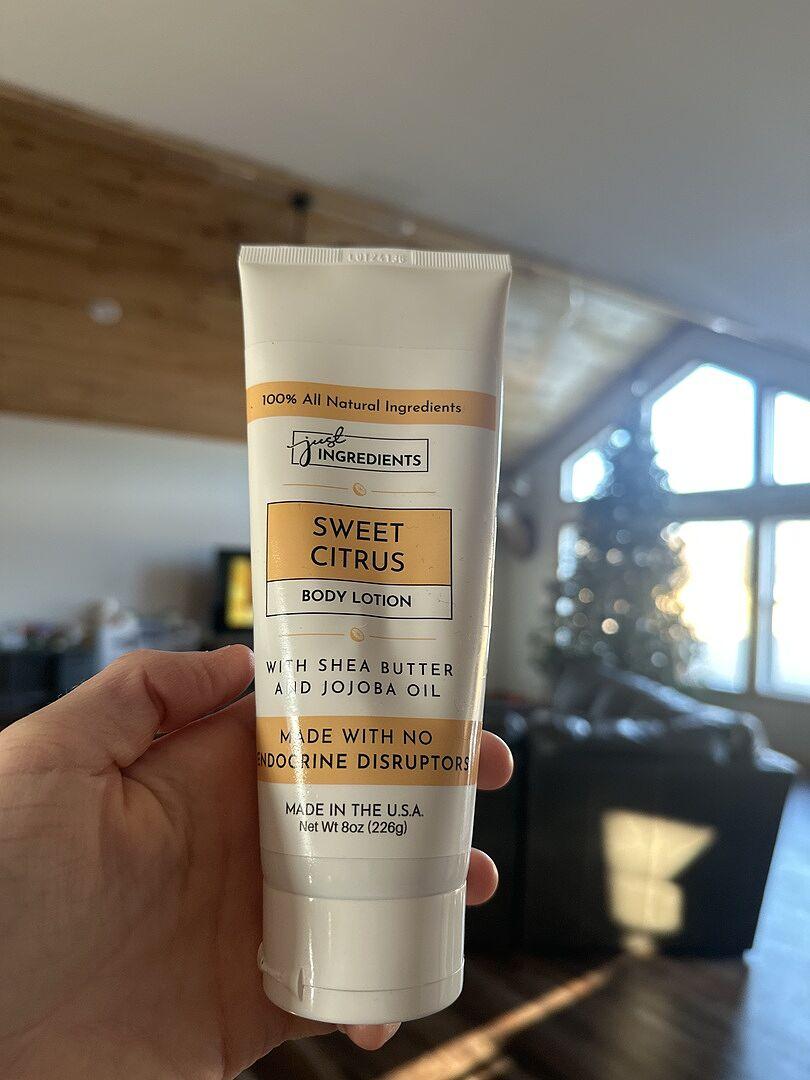 100% All Natural Ingredients
just
INGREDIENTS
SWEET
CITRUS
BODY LOTION
WITH SHEA BUTTER
AND JOJOBA OIL
MADE WITH NO
ENDOCRINE DISRUPTORS
MADE IN THE U.S.A.
Net Wt 8oz (226g)